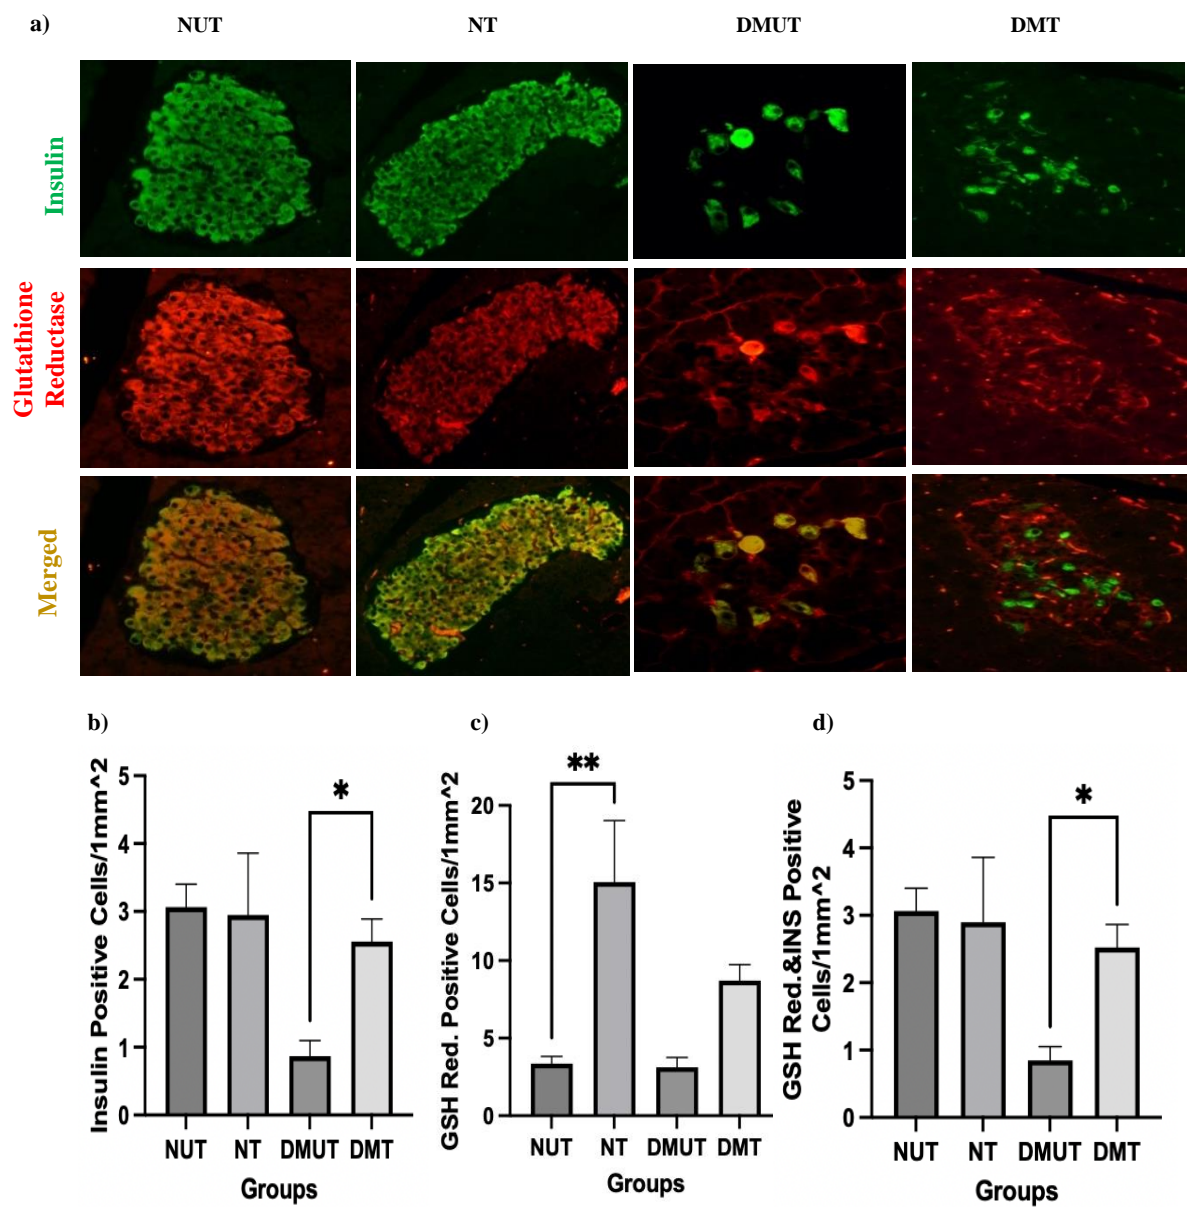 a)
NUT
NT
DMUT
DMT
Insulin
Glutathione
Reductase
Merged
b)
Insulin Positive Cells/1mm^2
5
4
3
2
1
0
*
NUT
NT
DMUT
DMT
Groups
c)
GSH Red. Positive Cells/1mm^2
20
15
10
5
0
**
NUT
NT
DMUT
DMT
Groups
d)
GSH Red.&INS Positive
Cells/1mm^2
5
4
3
2
1
0
*
NUT
NT
DMUT
DMT
Groups